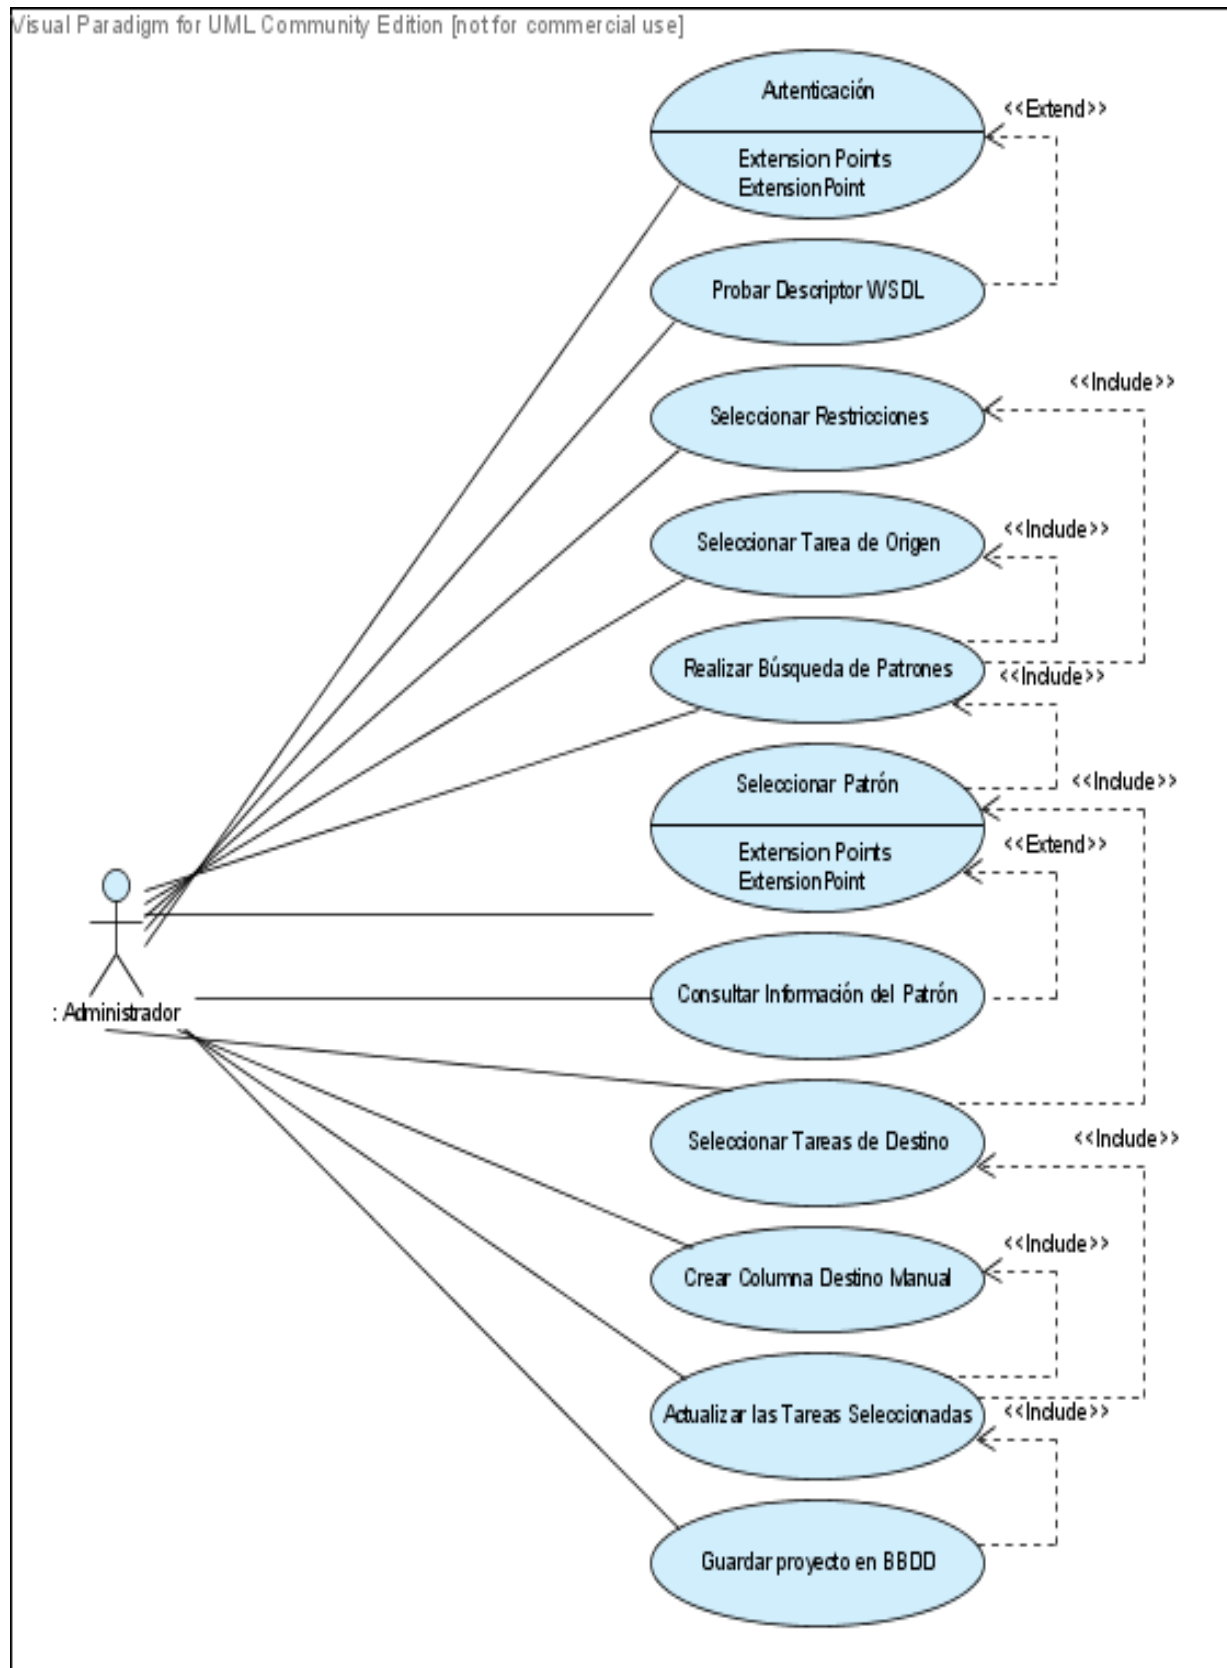 Visual Paradigm for UML Community Edition [not for commercial use]
Autenticación
<<Extend>>
Extension Points
ExtensionPoint
Probar Descriptor WSDL
<<Include>>
Seleccionar Restricciones
<<Include>>
Seleccionar Tarea de Origen
Realizar Búsqueda de Patrones
<<Include>>
Seleccionar Patrón
<<Include>>
Extension Points
ExtensionPoint
<<Extend>>
: Administrador
Consultar Información del Patrón
Seleccionar Tareas de Destino
<<Include>>
<<Include>>
Crear Columna Destino Manual
Actualizar las Tareas Seleccionadas
<<Include>>
Guardar proyecto en BBDD